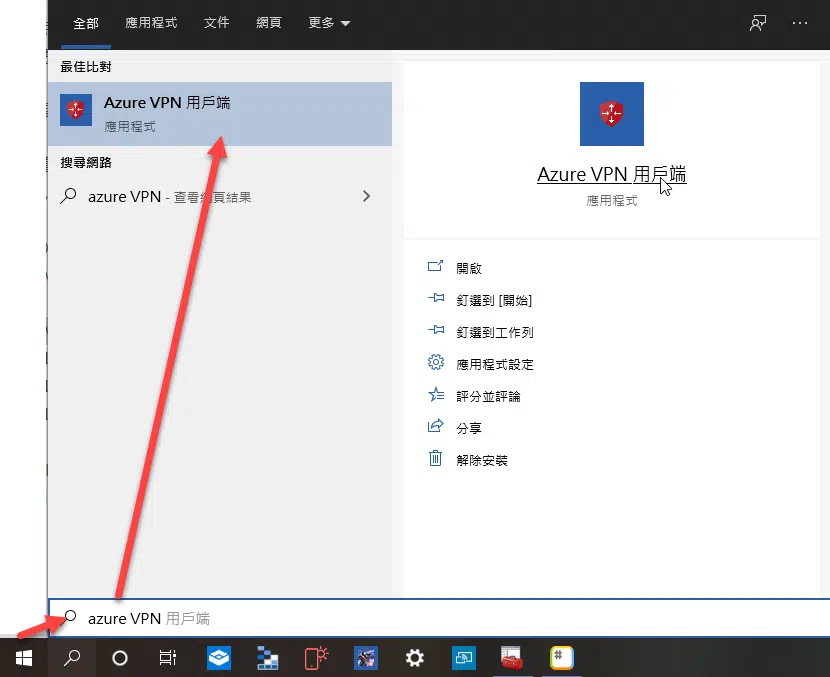 全部 應用程式 文件 網頁 更多
最佳比對
Azure VPN 用戶端
應用程式
搜尋網路
azure VPN - 查看網頁結果
Azure VPN 用戶端
應用程式
開啟
釘選到 [開始]
釘選到工作列
應用程式設定
評分並評論
分享
解除安裝
azure VPN 用戶端